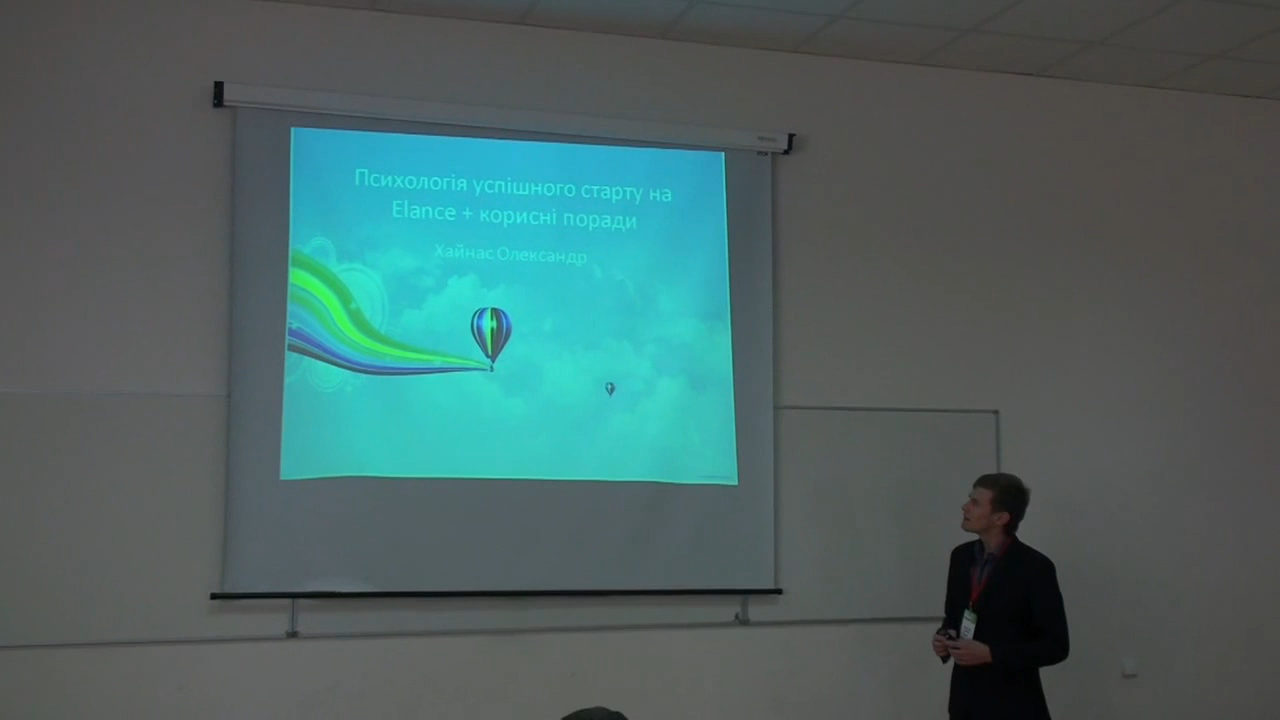 Психологія успішного старту на
Elance + корисні поради
Хайнас Олександр